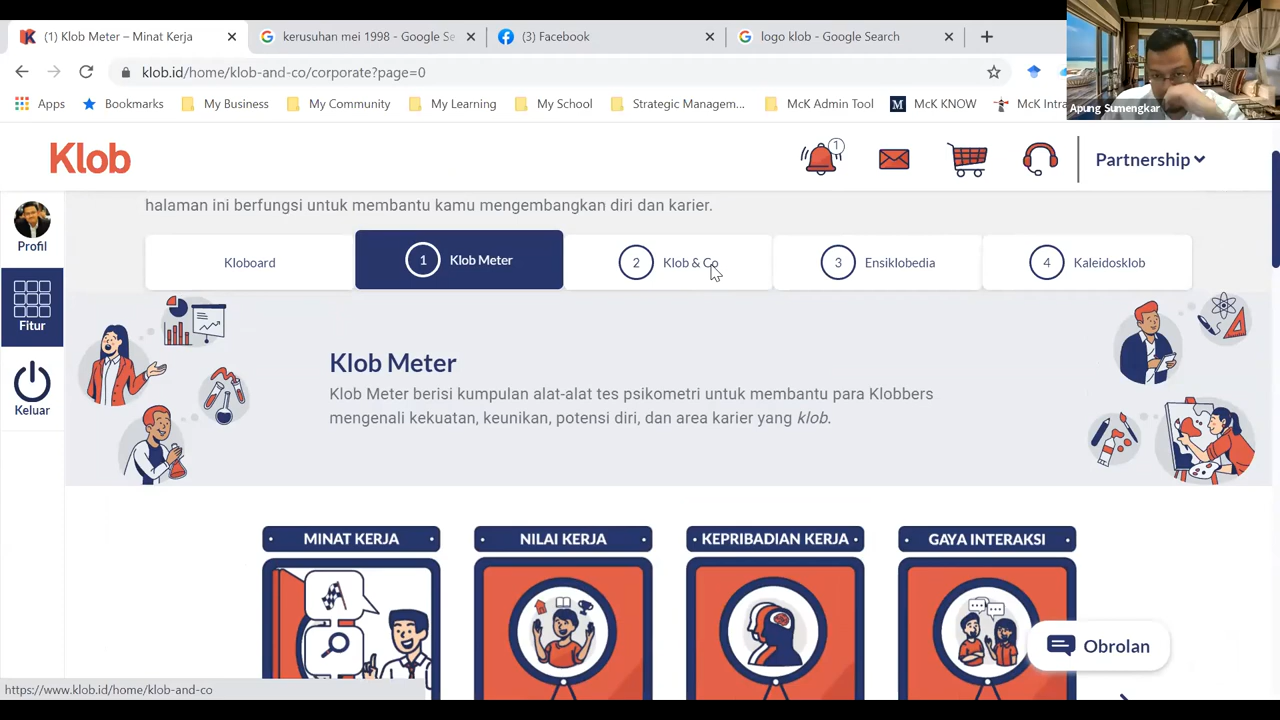 (1) Klob Meter – Minat Kerja
kerusuhan mei 1998 - Google Se
(3) Facebook
logo klob - Google Search
klob.id/home/klob-and-co/corporate?page=0
Apps
Bookmarks
My Business
My Community
My Learning
My School
Strategic Managem...
McK Admin Tool
M
McK KNOW
McK Intra
Apung Sumengkar
Klob
1
Partnership
halaman ini berfungsi untuk membantu kamu mengembangkan diri dan karier.
Profil
Fitur
Keluar
Kloboard
1 Klob Meter
2 Klob & Co
3 Ensiklobedia
4 Kaleidosklob
Klob Meter
Klob Meter berisi kumpulan alat-alat tes psikometri untuk membantu para Klobbers
mengenali kekuatan, keunikan, potensi diri, dan area karier yang klob.
MINAT KERJA
NILAI KERJA
KEPRIBADIAN KERJA
GAYA INTERAKSI
Obrolan
https://www.klob.id/home/klob-and-co